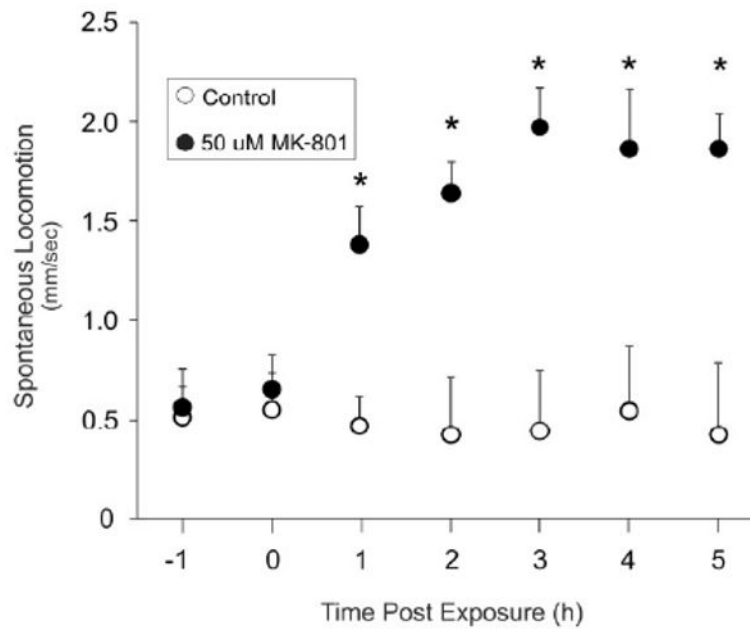 2.5
2.0
1.5
1.0
0.5
0
Spontaneous Locomotion
(mm/sec)
Control
50 uM MK-801
*
*
*
*
*
-1 0 1 2 3 4 5
Time Post Exposure (h)